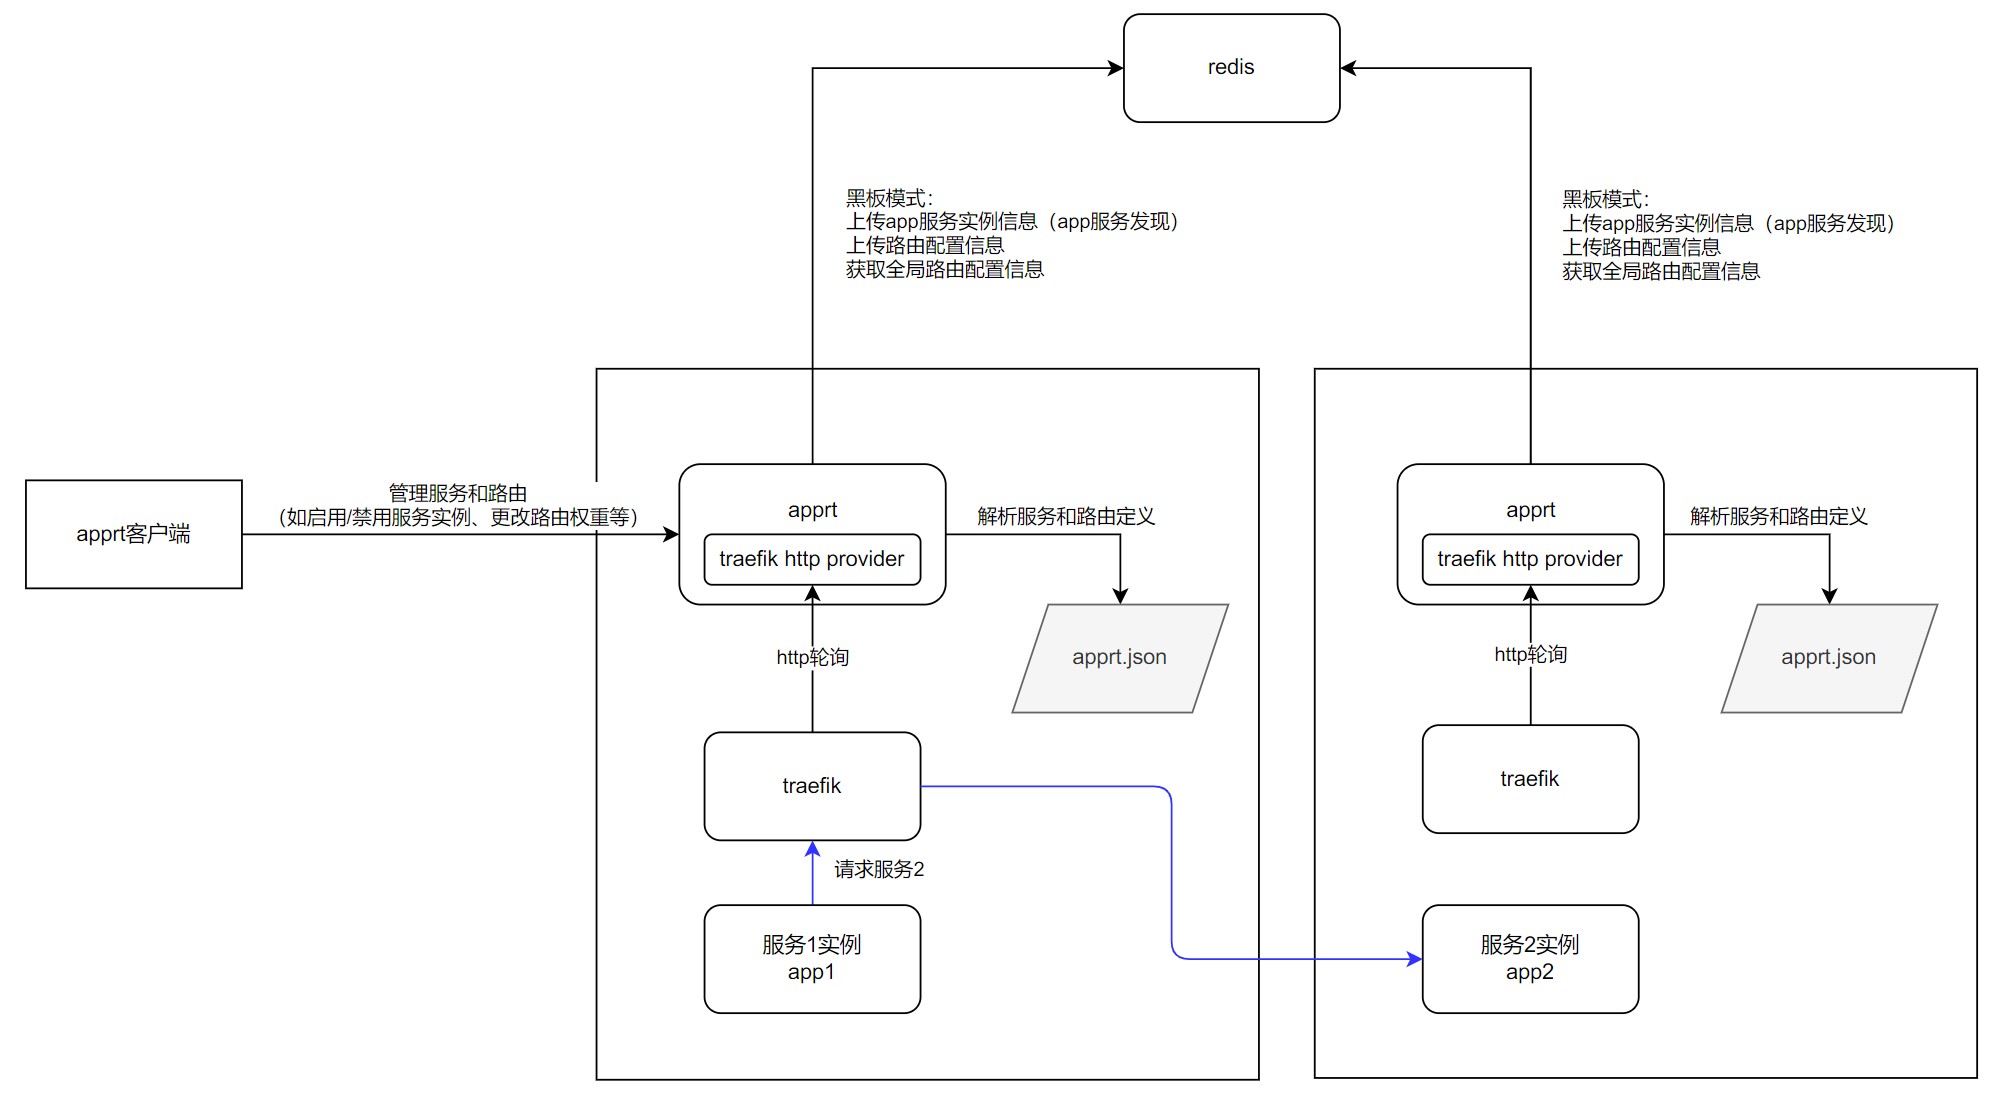 redis
黑板模式：
上传app服务实例信息（app服务发现）
上传路由配置信息
获取全局路由配置信息
黑板模式：
上传app服务实例信息（app服务发现）
上传路由配置信息
获取全局路由配置信息
apprt客户端
管理服务和路由
（如启用/禁用服务实例、更改路由权重等）
apprt
traefik http provider
解析服务和路由定义
apprt.json
http轮询
traefik
请求服务2
服务1实例
app1
apprt
traefik http provider
解析服务和路由定义
apprt.json
http轮询
traefik
服务2实例
app2